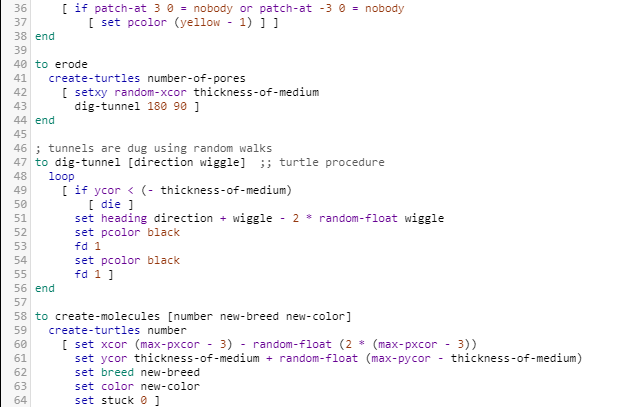 36 [ if patch-at 3 0 = nobody or patch-at -3 0 = nobody
37 [ set pcolor (yellow - 1) ] ]
38 end
39
40 to erode
41 create-turtles number-of-pores
42 [ setxy random-xcor thickness-of-medium
43 dig-tunnel 180 90 ]
44 end
45
46 ; tunnels are dug using random walks
47 to dig-tunnel [direction wiggle] ;; turtle procedure
48 loop
49 [ if ycor < (- thickness-of-medium)
50 [ die ]
51 set heading direction + wiggle - 2 * random-float wiggle
52 set pcolor black
53 fd 1
54 set pcolor black
55 fd 1 ]
56 end
57
58 to create-molecules [number new-breed new-color]
59 create-turtles number
60 [ set xcor (max-pxcor - 3) - random-float (2 * (max-pxcor - 3))
61 set ycor thickness-of-medium + random-float (max-pycor - thickness-of-medium)
62 set breed new-breed
63 set color new-color
64 set stuck 0 ]